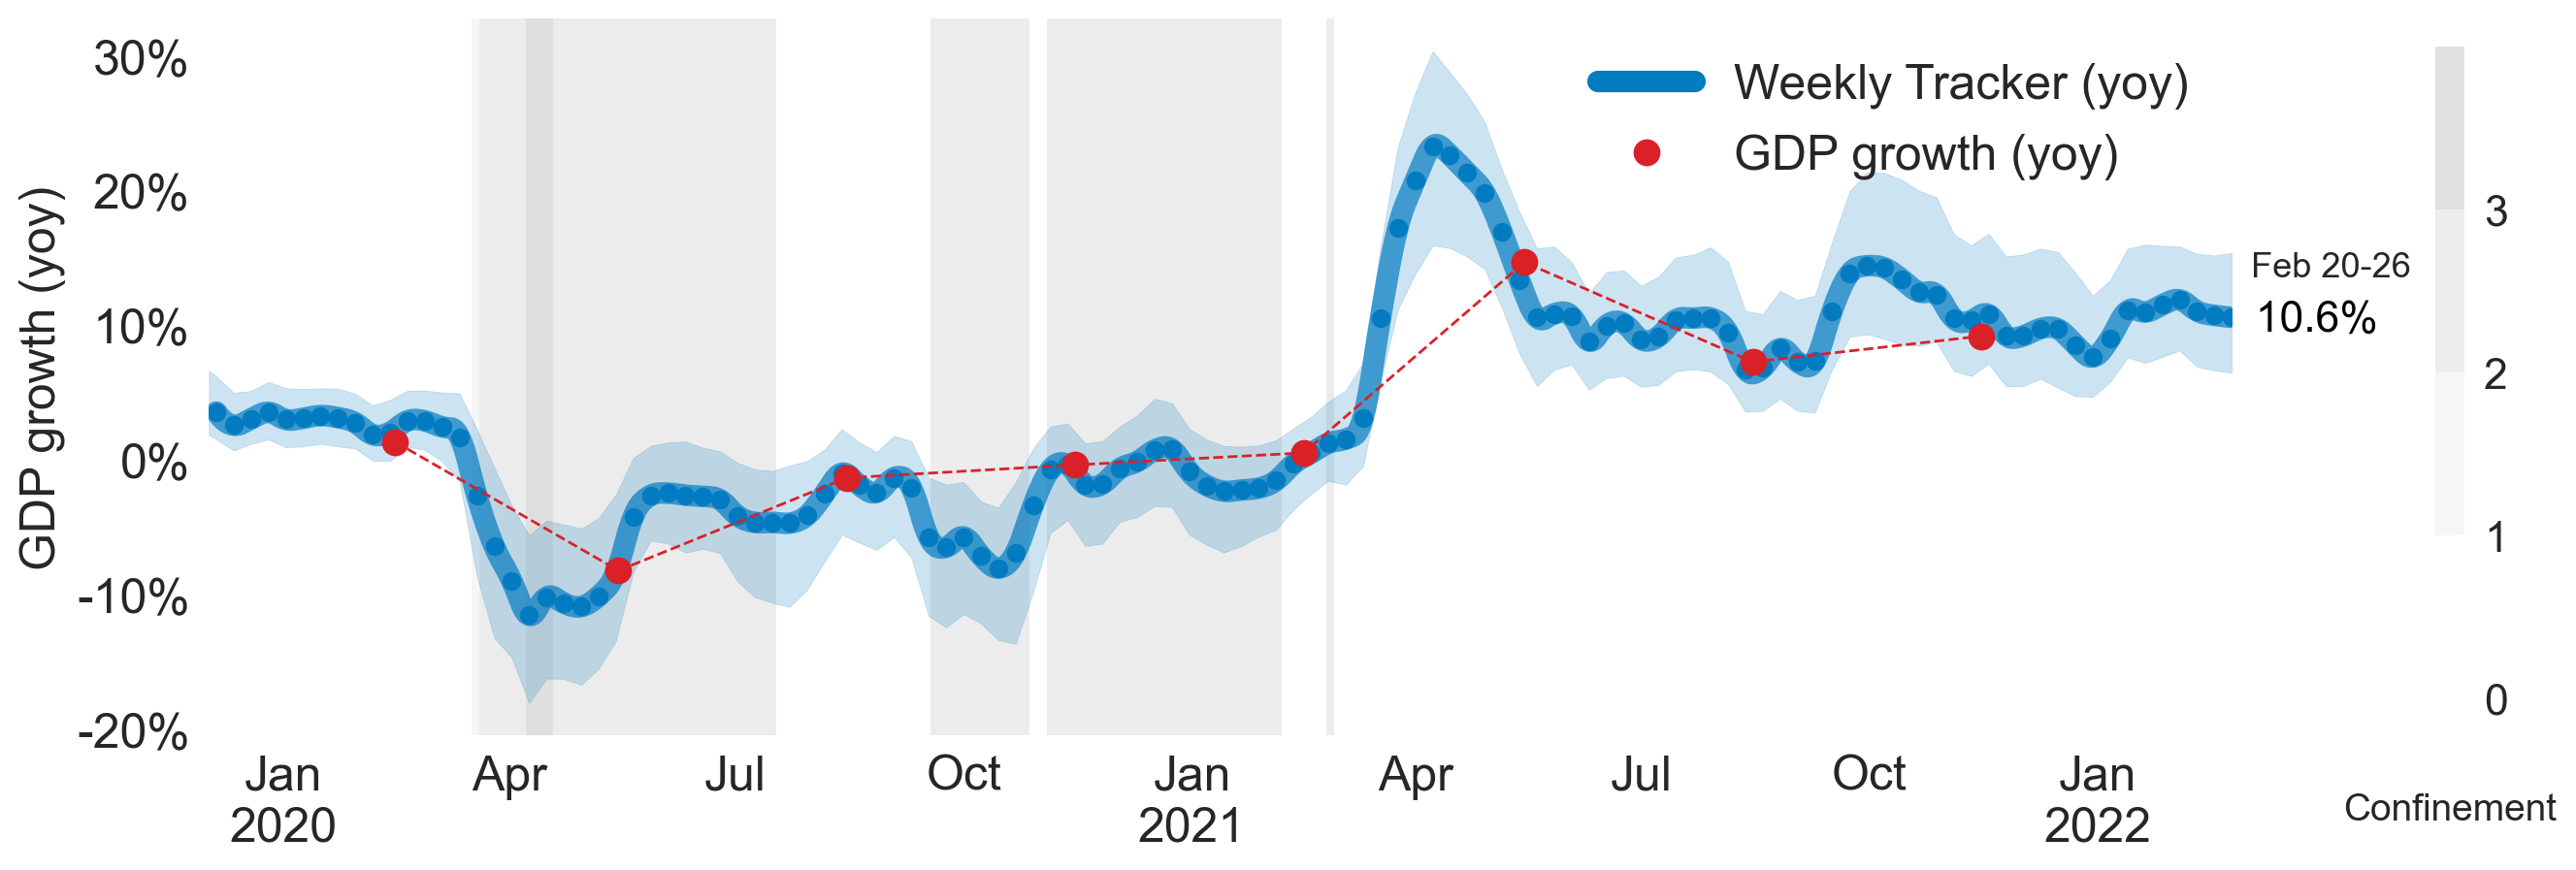 30%
20%
10%
0%
-10%
-20%
GDP growth (yoy)
Weekly Tracker (yoy)
GDP growth (yoy)
Feb 20-26
10.6%
3
2
1
0
Confinement
Jan
2020
Apr
Jul
Oct
Jan
2021
Apr
Jul
Oct
Jan
2022